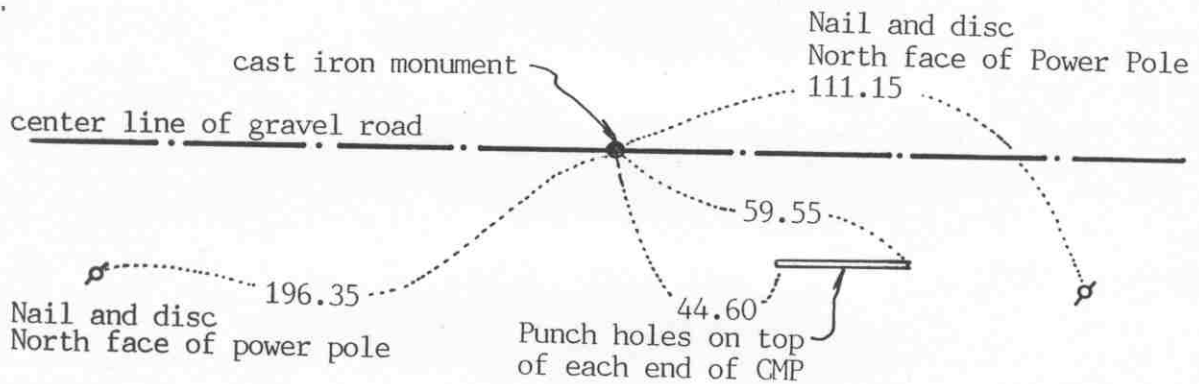 Nail and disc
North face of Power Pole
cast iron monument
111.15
center line of gravel road
59.55
196.35
44.60
Nail and disc
North face of power pole
Punch holes on top
of each end of CMP